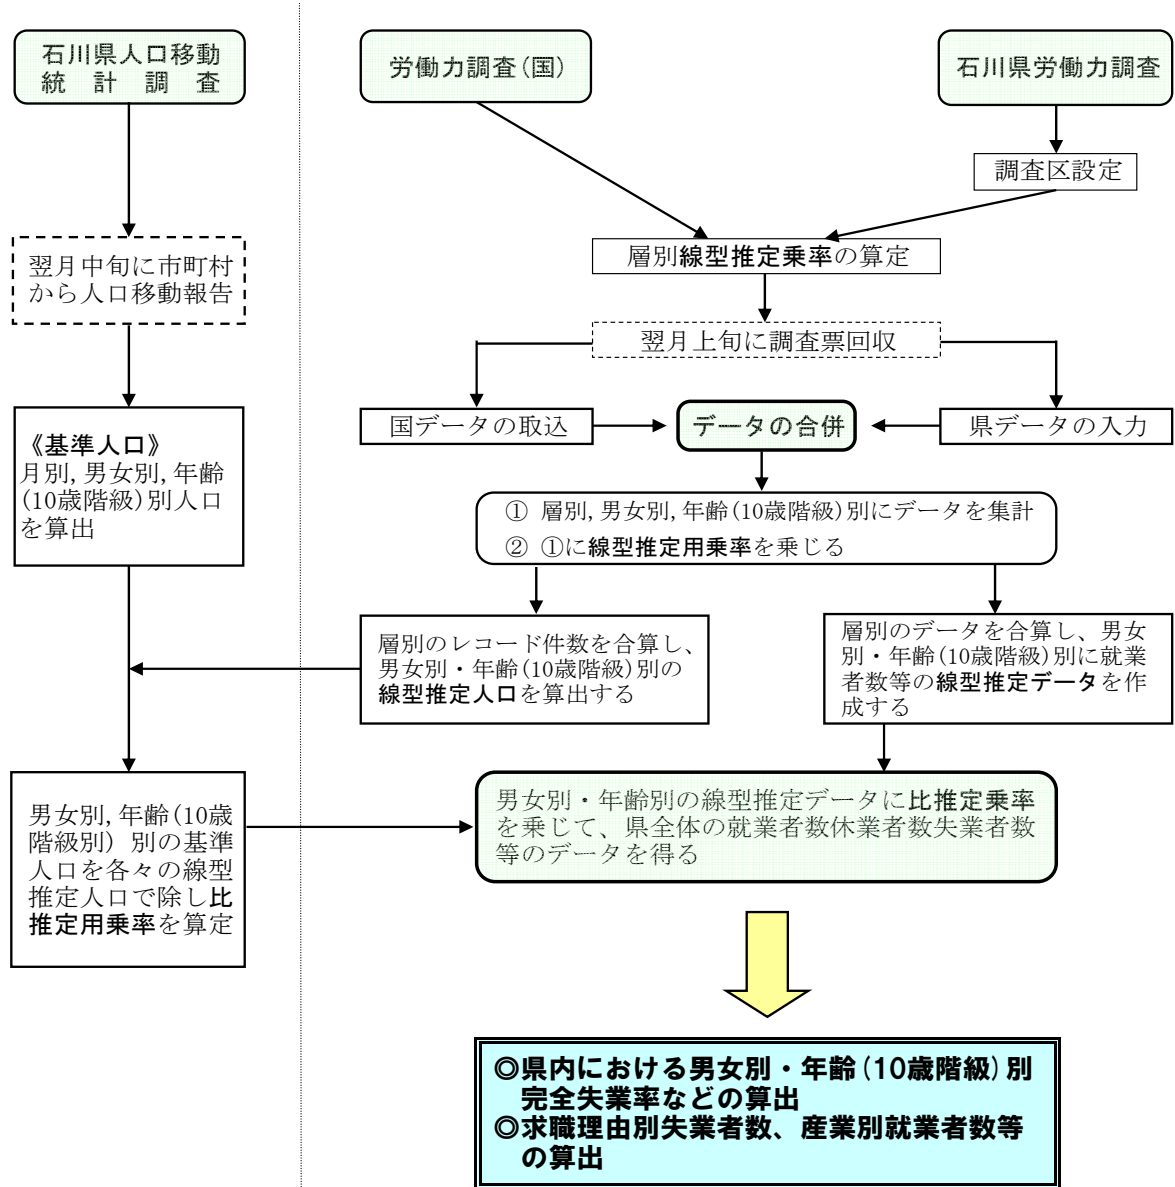 石川県人口移動
統計調査
労働力調査(国)
石川県労働力調査
調査区設定
層別線型推定乗率の算定
翌月中旬に市町村
から人口移動報告
翌月上旬に調査票回収
国データの取込
データの合併
県データの入力
《基準人口》
月別,男女別,年齢
(10歳階級)別人口
を算出
① 層別,男女別,年齢(10歳階級)別にデータを集計
② ①に線型推定用乗率を乗じる
層別のレコード件数を合算し、
男女別・年齢(10歳階級)別の
線型推定人口を算出する
層別のデータを合算し、男女
別・年齢(10歳階級)別に就業
者数等の線型推定データを作
成する
男女別,年齢(10歳
階級別) 別の基準
人口を各々の線型
推定人口で除し比
推定用乗率を算定
男女別・年齢別の線型推定データに比推定乗率
を乗じて、県全体の就業者数休業者数失業者数
等のデータを得る
◎県内における男女別・年齢(10歳階級)別
完全失業率などの算出
◎求職理由別失業者数、産業別就業者数等
の算出